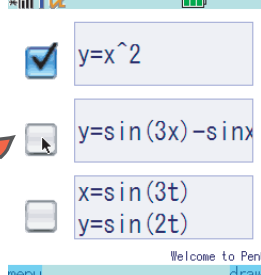 y=x^2
y=sin(3x)-sinx
x=sin(3t)
y=sin(2t)
Welcome to Pen
menu
draw